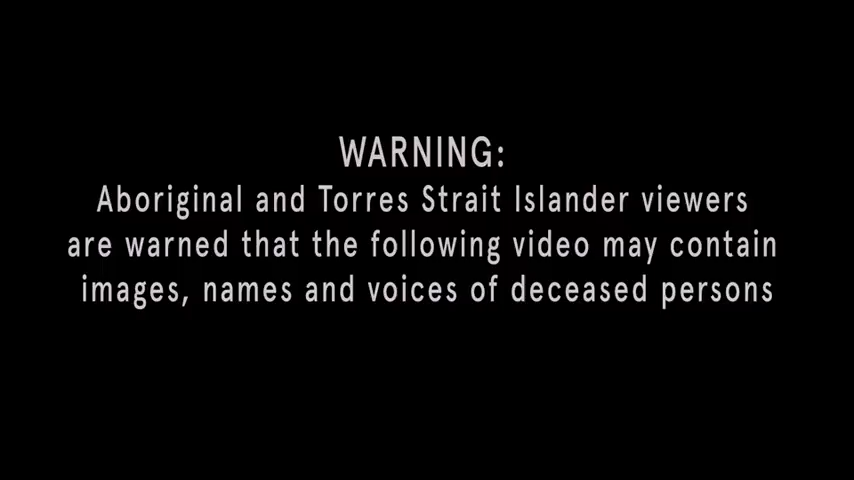 WARNING:
Aboriginal and Torres Strait Islander viewers
are warned that the following video may contain
images, names and voices of deceased persons